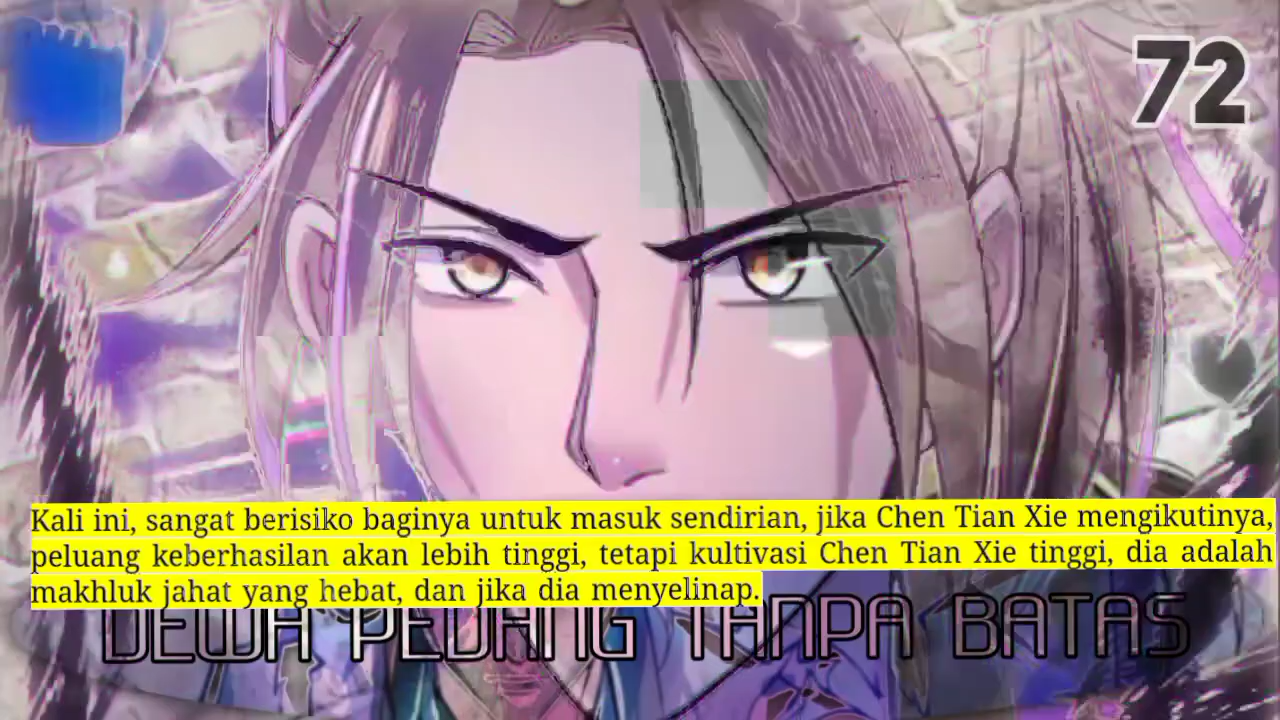 72
Kali ini, sangat berisiko baginya untuk masuk sendirian, jika Chen Tian Xie mengikutinya,
peluang keberhasilan akan lebih tinggi, tetapi kultivasi Chen Tian Xie tinggi, dia adalah
makhluk jahat yang hebat, dan jika dia menyelinap.
DEWA PEDANG TANPA BATAS